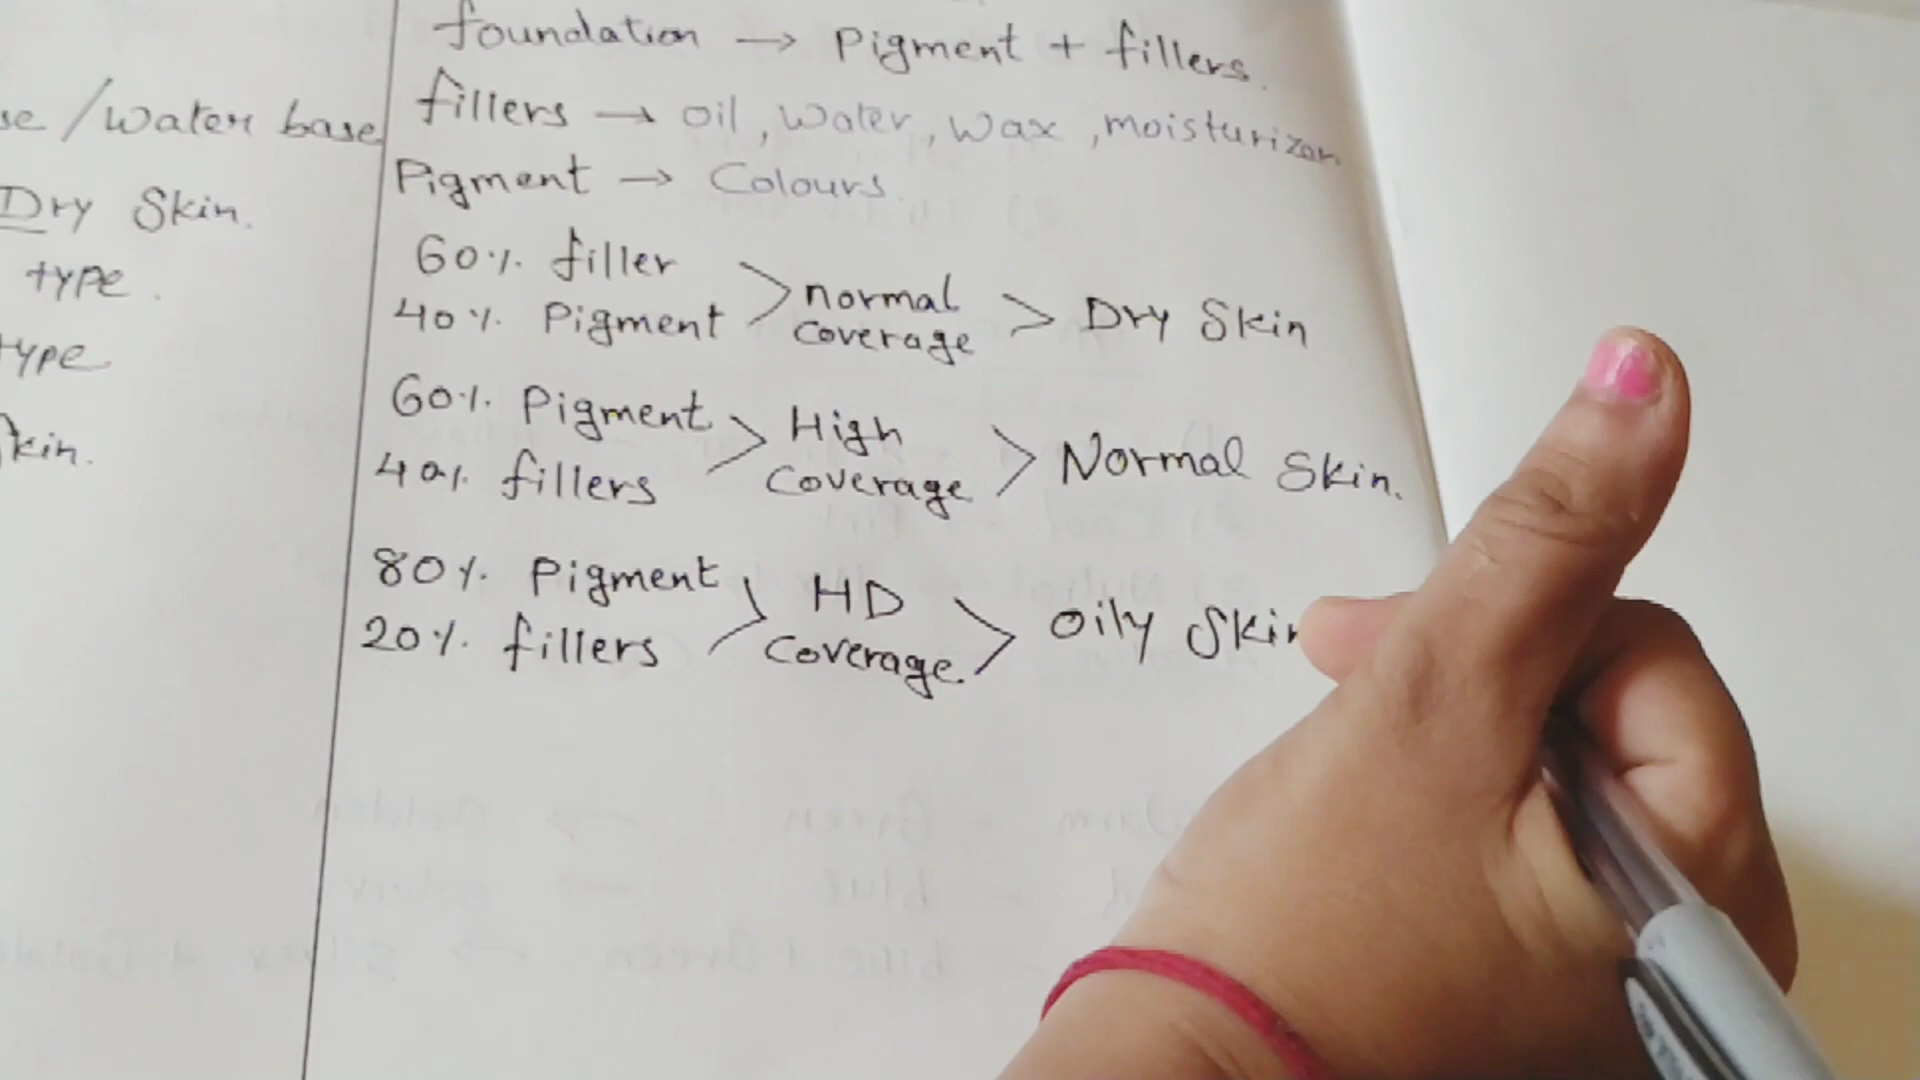 /Water base
Dry Skin.
type.
type
kin.
foundation → Pigment + fillers.
fillers → oil, Water, Wax, moisturizer
Pigment → Colours.
60% filler
40% Pigment > normal coverage > Dry Skin
60% Pigment
40% fillers > High Coverage > Normal Skin.
80% Pigment
20% fillers > HD Coverage > Oily Skin